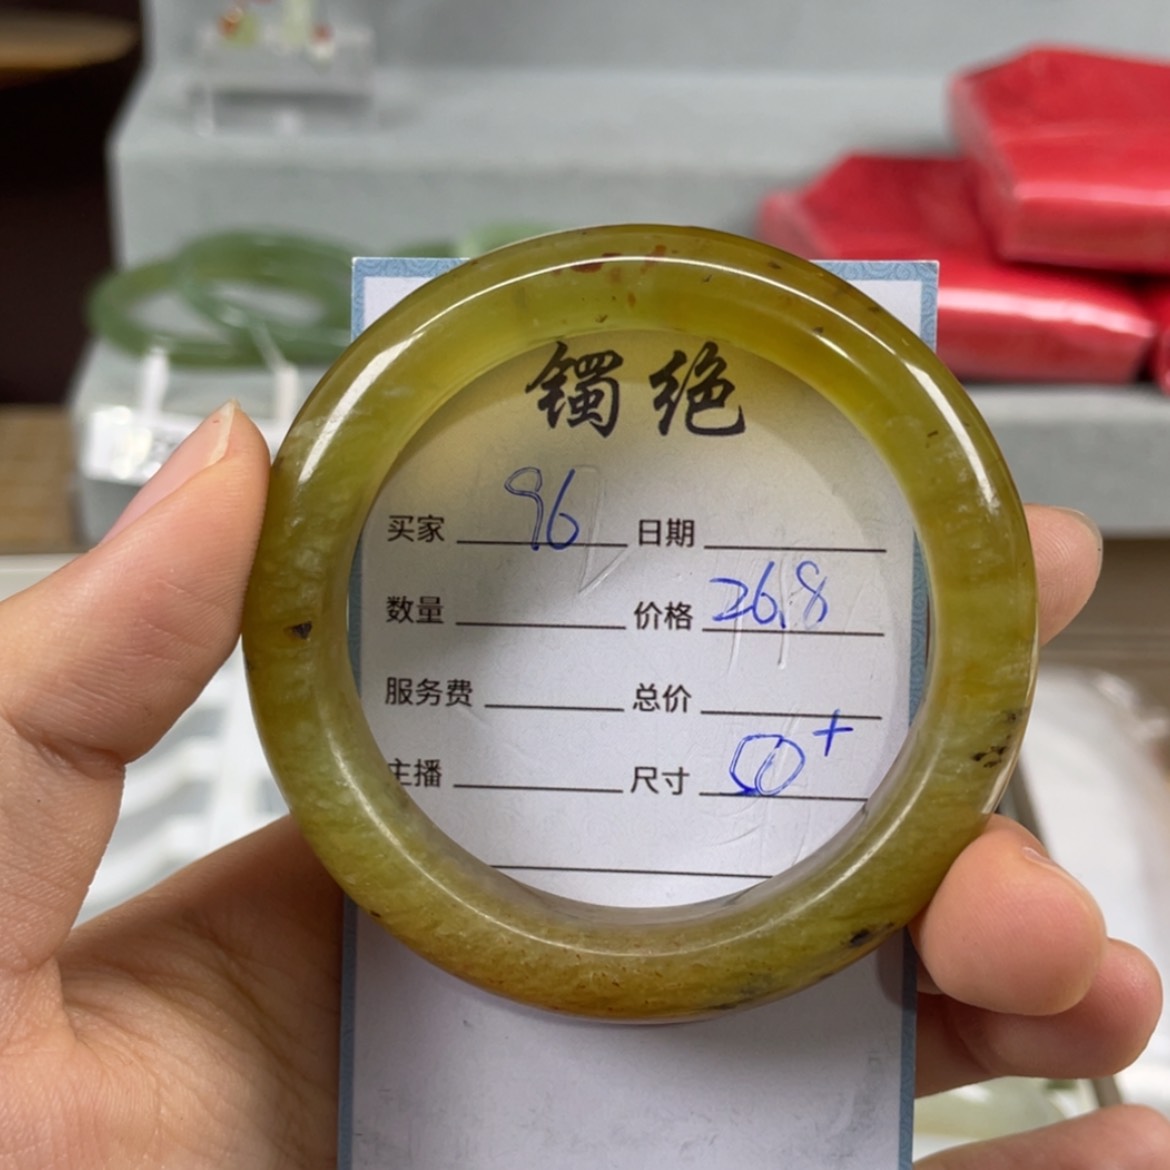 镯绝
买家 96 日期
数量 价格 26.8
服务费 总价
主播 尺寸